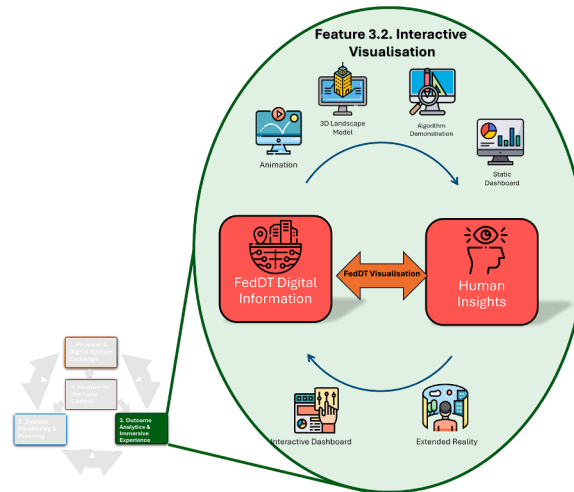 Feature 3.2. Interactive
Visualisation
3D Landscape
Model
Algorithm
Demonstration
Animation
Static
Dashboard
FedDT Digital
Information
FedDT Visualisation
Human
Insights
Interactive Dashboard
Extended Reality
1. Physical &
Digital System
Exchange
4. Human-
the-Loop
Control
2. System
Monitoring &
Planning
3. Outcome
Analytics &
Immersive
Experience